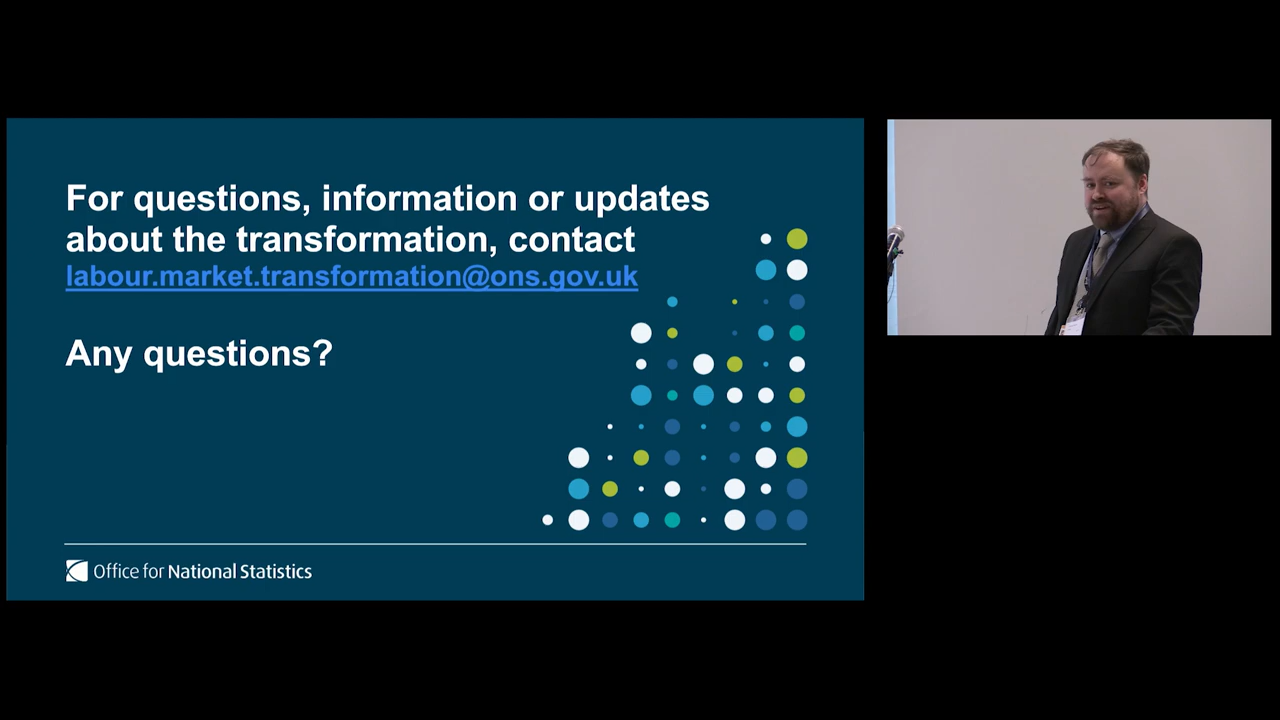 For questions, information or updates
about the transformation, contact
labour.market.transformation@ons.gov.uk
Any questions?
Office for National Statistics